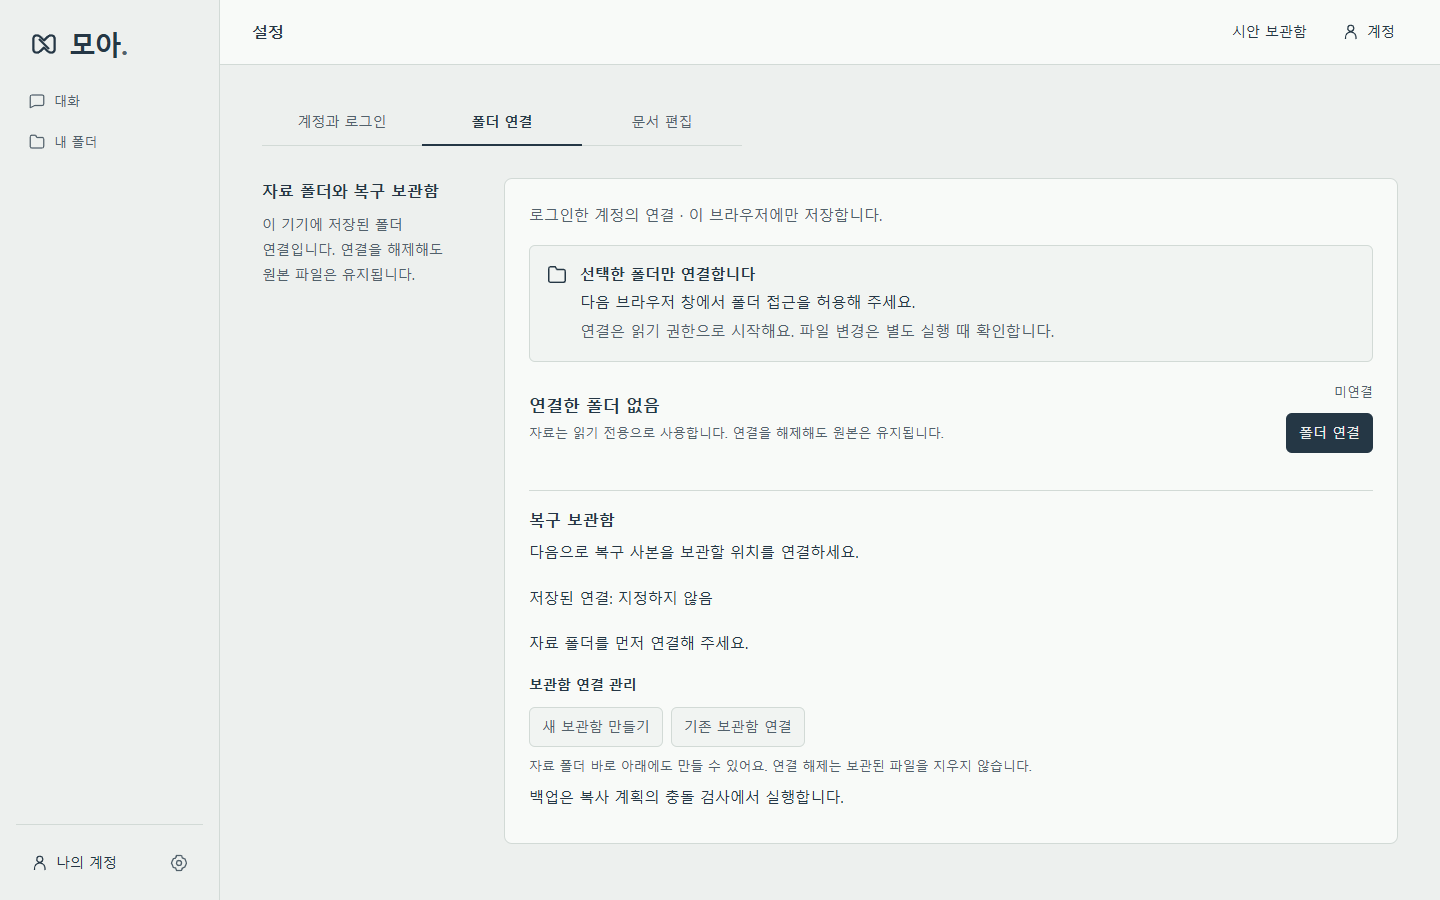 모아.
대화
내 폴더
나의 계정
설정
시안 보관함
계정
계정과 로그인
폴더 연결
문서 편집
자료 폴더와 복구 보관함
이 기기에 저장된 폴더
연결입니다. 연결을 해제해도
원본 파일은 유지됩니다.
로그인한 계정의 연결 · 이 브라우저에만 저장합니다.
선택한 폴더만 연결합니다
다음 브라우저 창에서 폴더 접근을 허용해 주세요.
연결은 읽기 권한으로 시작해요. 파일 변경은 별도 실행 때 확인합니다.
연결한 폴더 없음
자료는 읽기 전용으로 사용합니다. 연결을 해제해도 원본은 유지됩니다.
미연결
폴더 연결
복구 보관함
다음으로 복구 사본을 보관할 위치를 연결하세요.
저장된 연결: 지정하지 않음
자료 폴더를 먼저 연결해 주세요.
보관함 연결 관리
새 보관함 만들기
기존 보관함 연결
자료 폴더 바로 아래에도 만들 수 있어요. 연결 해제는 보관된 파일을 지우지 않습니다.
백업은 복사 계획의 충돌 검사에서 실행합니다.